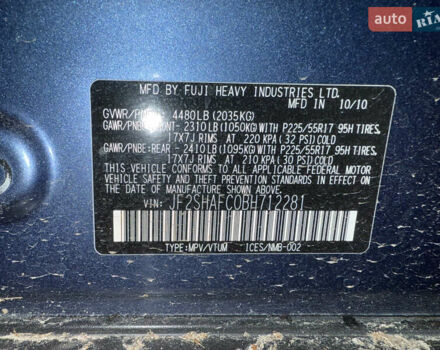 AUTO RIA
MFD. BY FUJI HEAVY INDUSTRIES LTD.
IN 10/10
GVWR/PNBV: 4480LB (2035KG)
GAWR/PNBE: FRONT- 2310LB (1050KG) WITH P225/55R17 95H TIRES,
17X7J RIMS AT 220 KPA (32 PSI) COLD
GAWR/PNBE: REAR - 2410LB (1095KG) WITH P225/55R17 95H TIRES,
17X7J RIMS AT 210 KPA (30 PSI) COLD
THIS VEHICLE CONFORMS TO ALL APPLICABLE FEDERAL MOTOR
VEHICLE SAFETY AND THEFT PREVENTION STANDARDS
IN EFFECT ON THE DATE OF MANUFACTURE SHOWN ABOVE.
VIN: JF2SHAFC0BH712281
TYPE: MPV/VTUM ICES/NMB-002